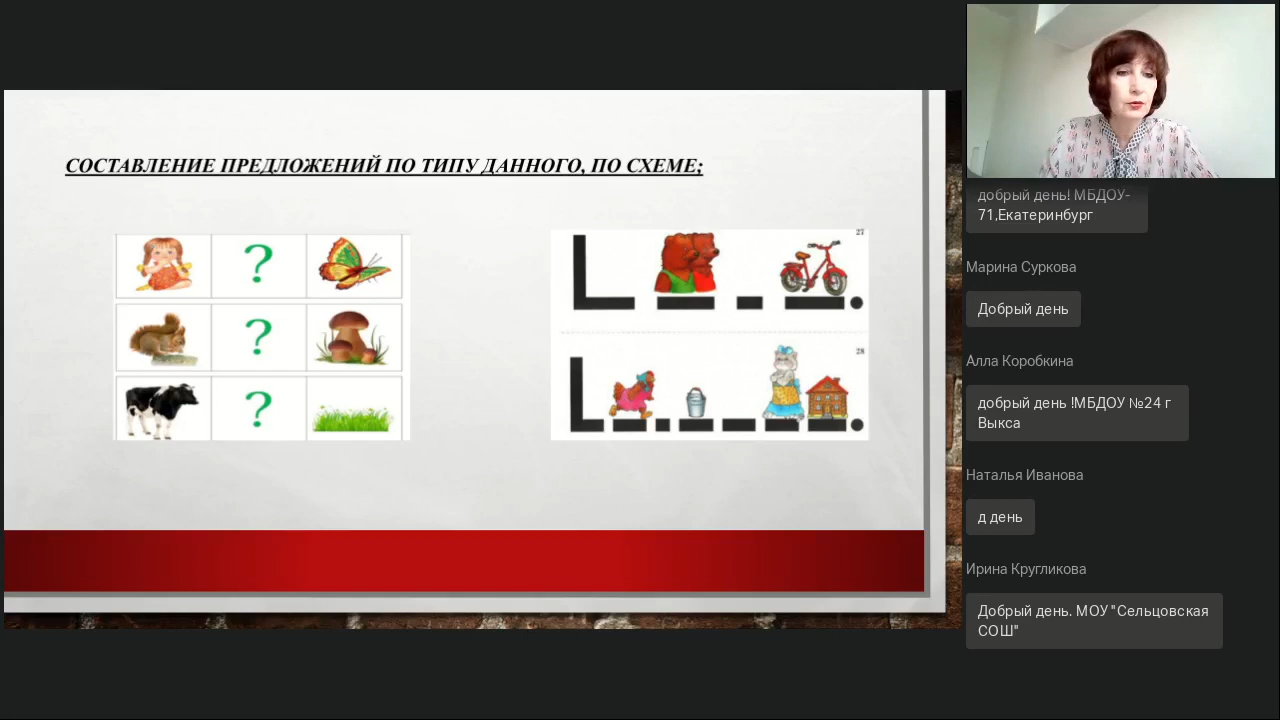 СОСТАВЛЕНИЕ ПРЕДЛОЖЕНИЙ ПО ТИПУ ДАННОГО, ПО СХЕМЕ;
?
?
?
27
28
добрый день! МБДОУ-
71,Екатеринбург
Марина Суркова
Добрый день
Алла Коробкина
добрый день !МБДОУ №24 г
Выкса
Наталья Иванова
д день
Ирина Кругликова
Добрый день. МОУ "Сельцовская
СОШ"